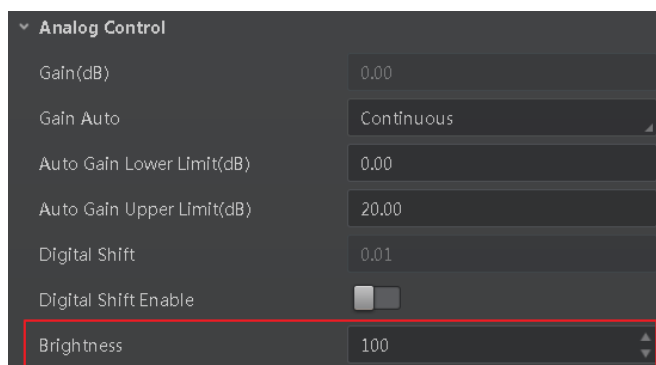 Analog Control
Gain(dB) 0.00
Gain Auto Continuous
Auto Gain Lower Limit(dB) 0.00
Auto Gain Upper Limit(dB) 20.00
Digital Shift 0.01
Digital Shift Enable
Brightness 100